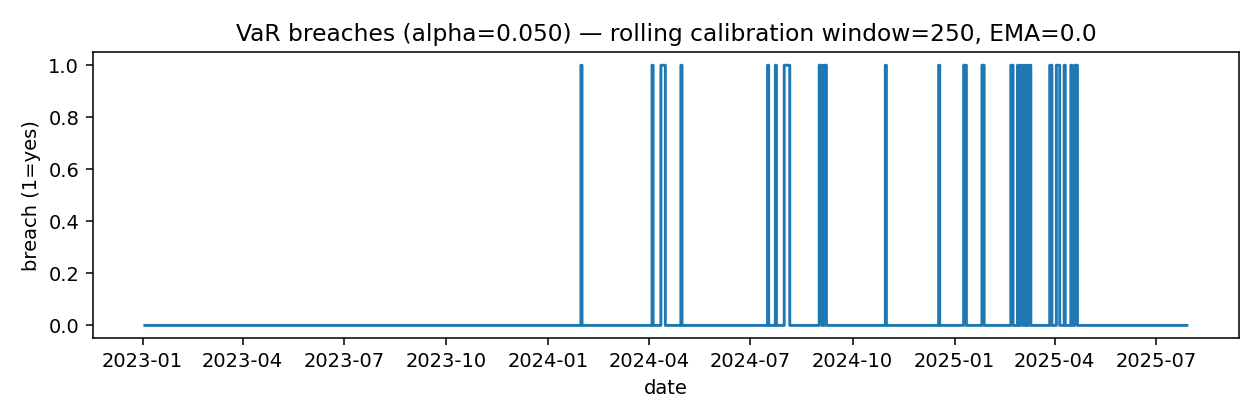 VaR breaches (alpha=0.050) — rolling calibration window=250, EMA=0.0
breach (1=yes)
1.0
0.8
0.6
0.4
0.2
0.0
2023-01 2023-04 2023-07 2023-10 2024-01 2024-04 2024-07 2024-10 2025-01 2025-04 2025-07
date